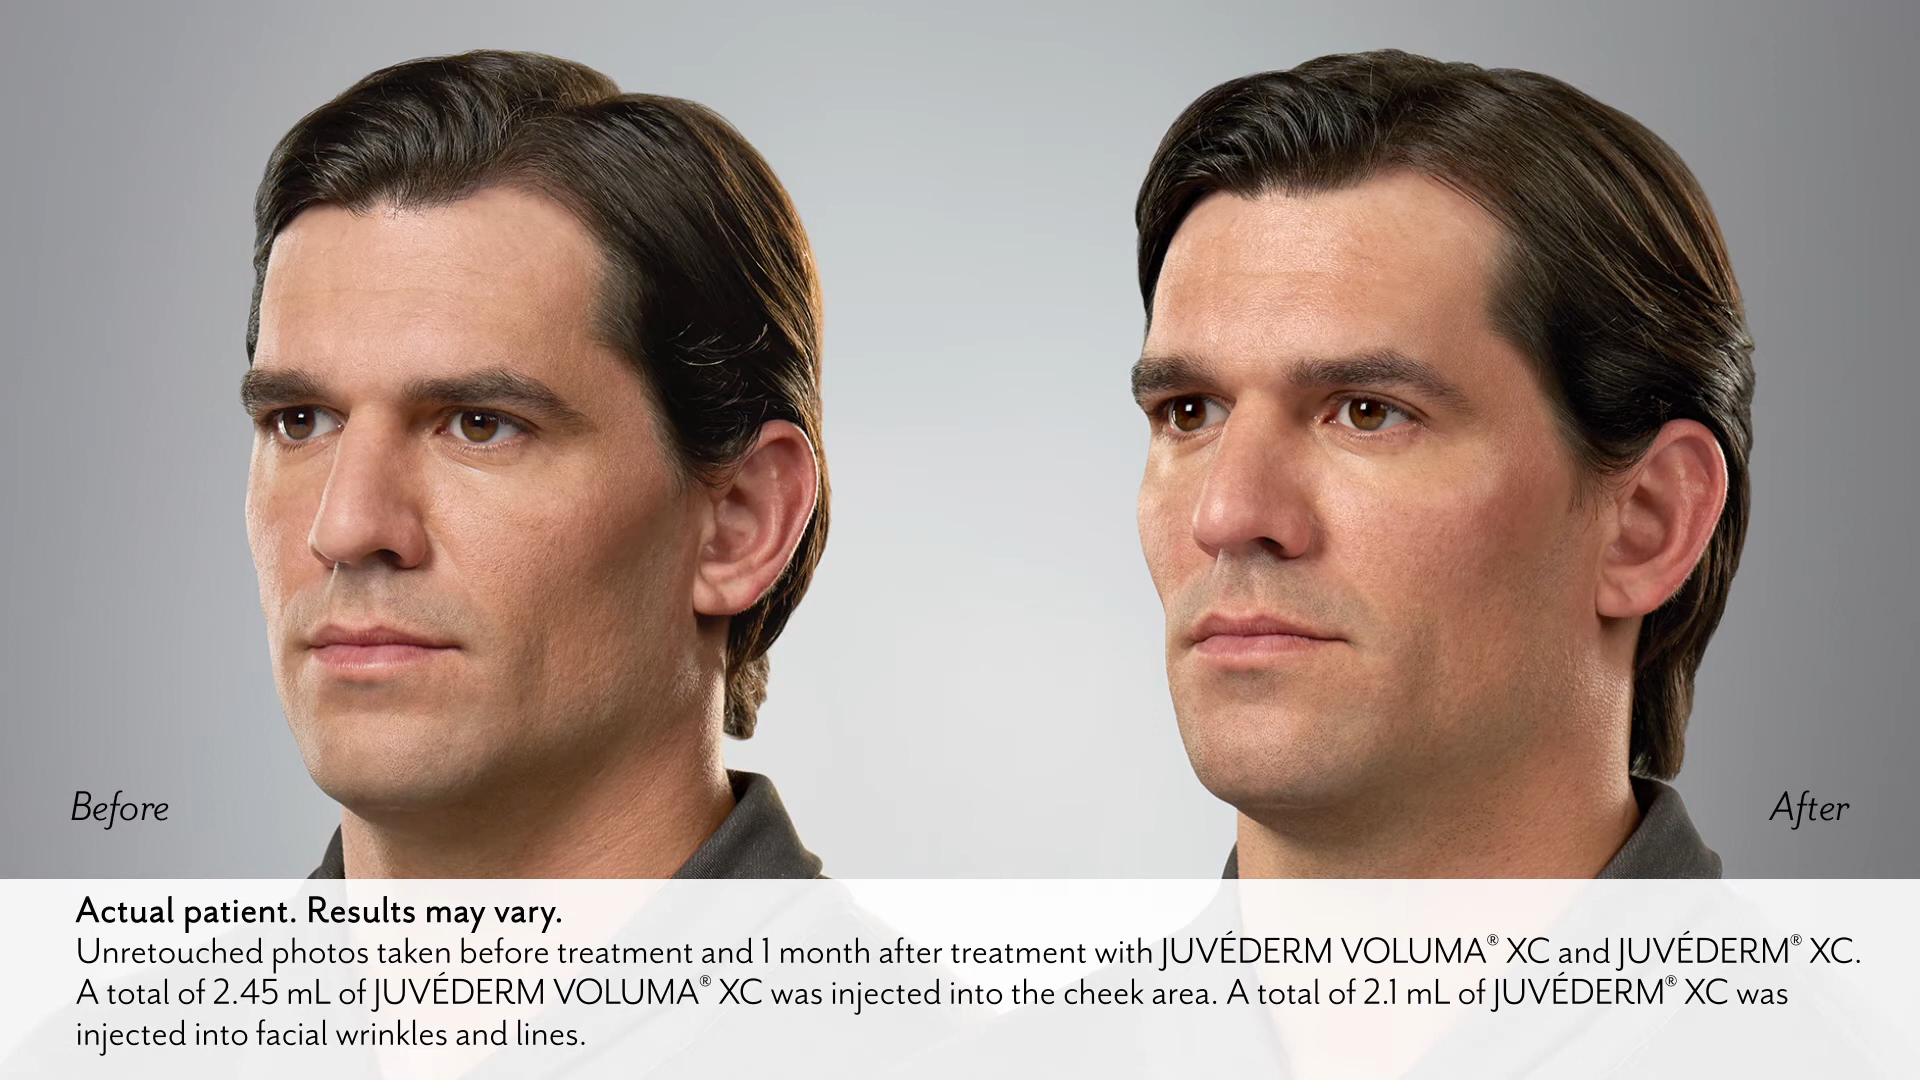 Before
After
Actual patient. Results may vary.
Unretouched photos taken before treatment and 1 month after treatment with JUVÉDERM VOLUMA® XC and JUVÉDERM® XC.
A total of 2.45 mL of JUVÉDERM VOLUMA® XC was injected into the cheek area. A total of 2.1 mL of JUVÉDERM® XC was
injected into facial wrinkles and lines.